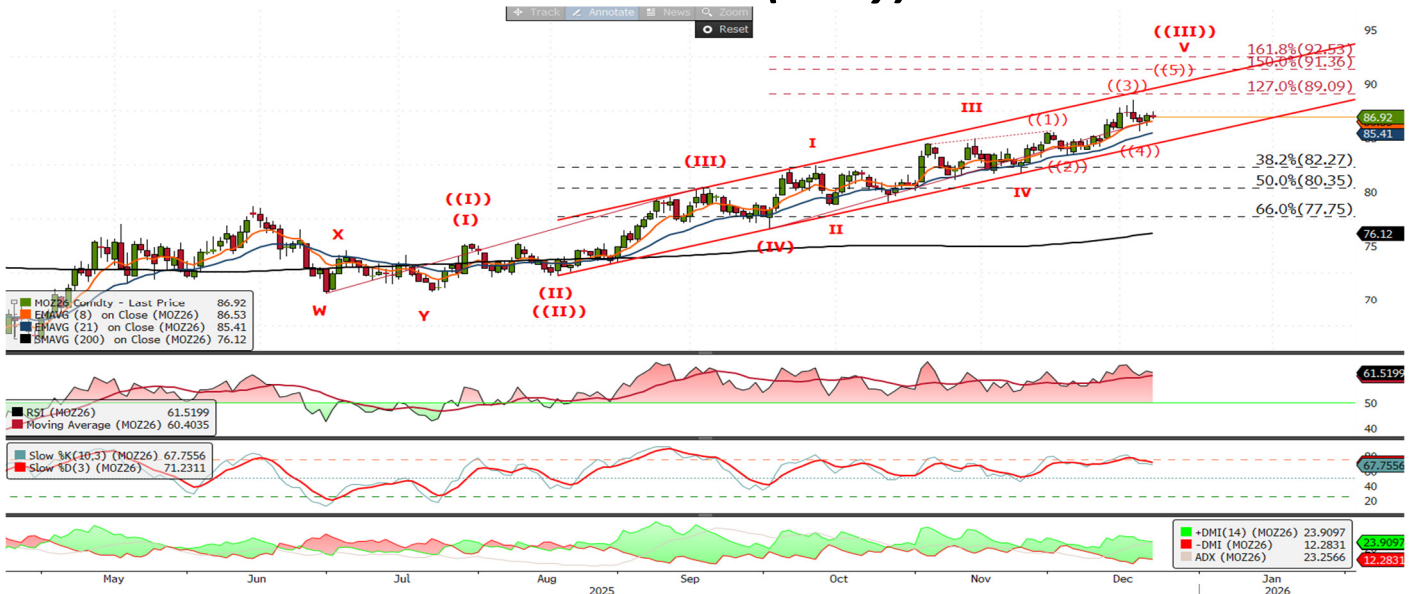 Track Annotate News Zoom
Reset
((III))
V
95
161.8%(92.53)
150.0%(91.36)
((5))
90
((3))
127.0%(89.09)
III
((1))
86.92
85.41
I
(III)
((4))
38.2%(82.27)
((2))
50.0%(80.35)
80
IV
((I))
(I)
66.0%(77.75)
X
II
(IV)
76.12
75
(II)
((II))
W
Y
70
MOZ26 Comdty - Last Price 86.92
EMAVG (8) on Close (MOZ26) 86.53
EMAVG (21) on Close (MOZ26) 85.41
SMAVG (200) on Close (MOZ26) 76.12
61.5199
50
40
RSI (MOZ26) 61.5199
Moving Average (MOZ26) 60.4035
Slow %K(10,3) (MOZ26) 67.7556
Slow %D(3) (MOZ26) 71.2311
67.7556
40
20
+DMI(14) (MOZ26) 23.9097
-DMI (MOZ26) 12.2831
ADX (MOZ26) 23.2566
23.9097
12.2831
May Jun Jul Aug Sep Oct Nov Dec Jan
2025 2026